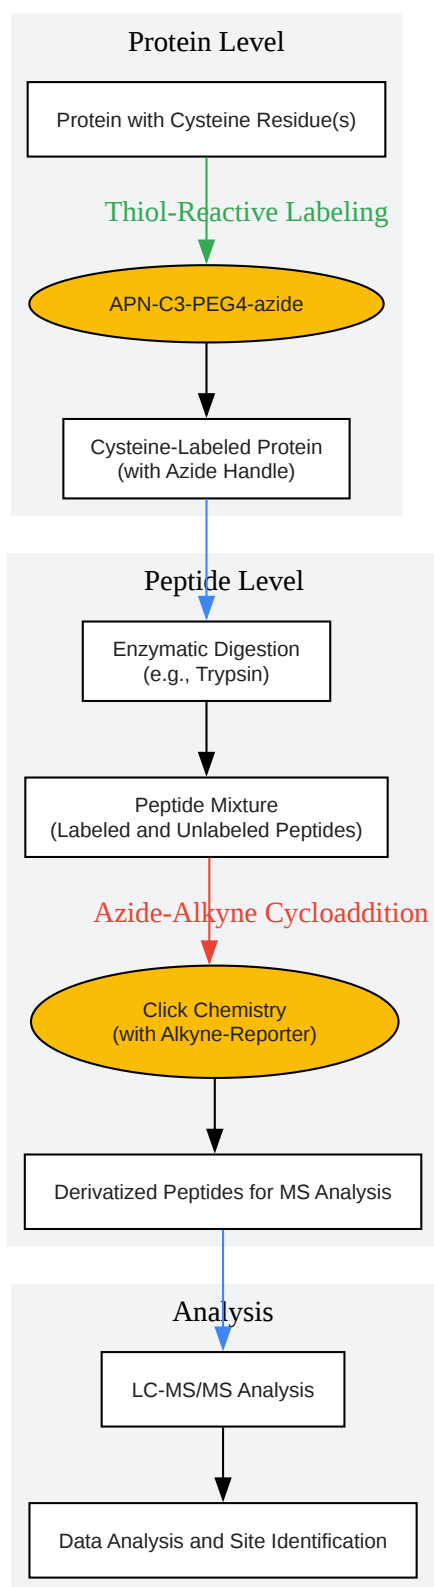 Protein Level
Protein with Cysteine Residue(s)
Thiol-Reactive Labeling
APN-C3-PEG4-azide
Cysteine-Labeled Protein
(with Azide Handle)
Peptide Level
Enzymatic Digestion
(e.g., Trypsin)
Peptide Mixture
(Labeled and Unlabeled Peptides)
Azide-Alkyne Cycloaddition
Click Chemistry
(with Alkyne-Reporter)
Derivatized Peptides for MS Analysis
Analysis
LC-MS/MS Analysis
Data Analysis and Site Identification